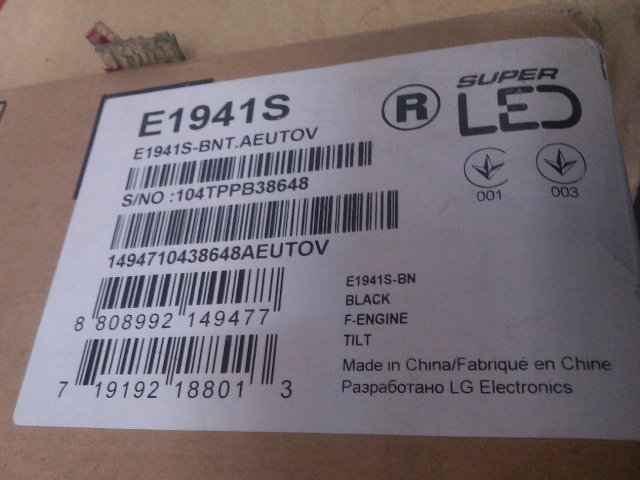 E1941S
E1941S-BNT.AEUTOV
S/NO :104TPPB38648
1494710438648AEUTOV
8 808992 149477
7 19192 18801 3
R
SUPER
LED
001
003
E1941S-BN
BLACK
F-ENGINE
TILT
Made in China/Fabriqué en Chine
Разработано LG Electronics